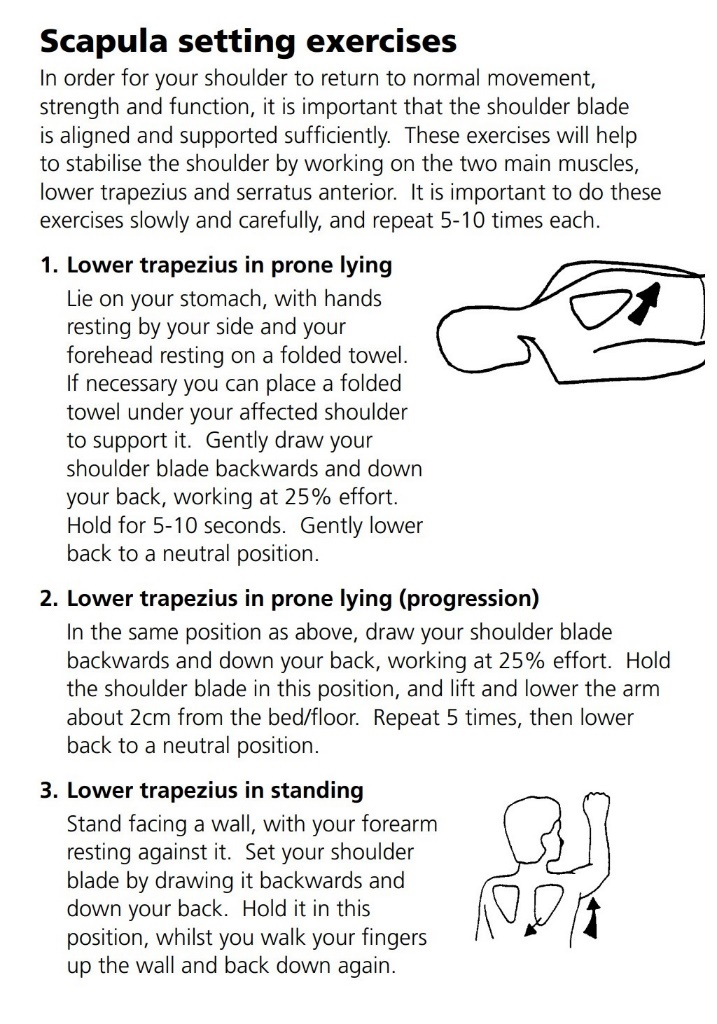 Scapula setting exercises
In order for your shoulder to return to normal movement,
strength and function, it is important that the shoulder blade
is aligned and supported sufficiently.  These exercises will help
to stabilise the shoulder by working on the two main muscles,
lower trapezius and serratus anterior.  It is important to do these
exercises slowly and carefully, and repeat 5-10 times each.
1. Lower trapezius in prone lying
Lie on your stomach, with hands
resting by your side and your
forehead resting on a folded towel.
If necessary you can place a folded
towel under your affected shoulder
to support it.  Gently draw your
shoulder blade backwards and down
your back, working at 25% effort.
Hold for 5-10 seconds.  Gently lower
back to a neutral position.
2. Lower trapezius in prone lying (progression)
In the same position as above, draw your shoulder blade
backwards and down your back, working at 25% effort.  Hold
the shoulder blade in this position, and lift and lower the arm
about 2cm from the bed/floor.  Repeat 5 times, then lower
back to a neutral position.
3. Lower trapezius in standing
Stand facing a wall, with your forearm
resting against it.  Set your shoulder
blade by drawing it backwards and
down your back.  Hold it in this
position, whilst you walk your fingers
up the wall and back down again.